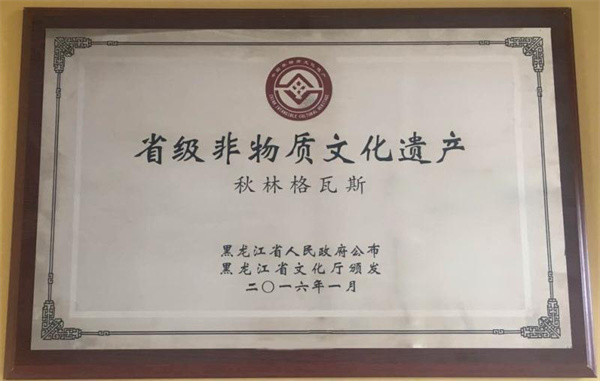 省级非物质文化遗产
秋林格瓦斯
黑龙江省人民政府公布
黑龙江省文化厅颁发
二〇一六年一月